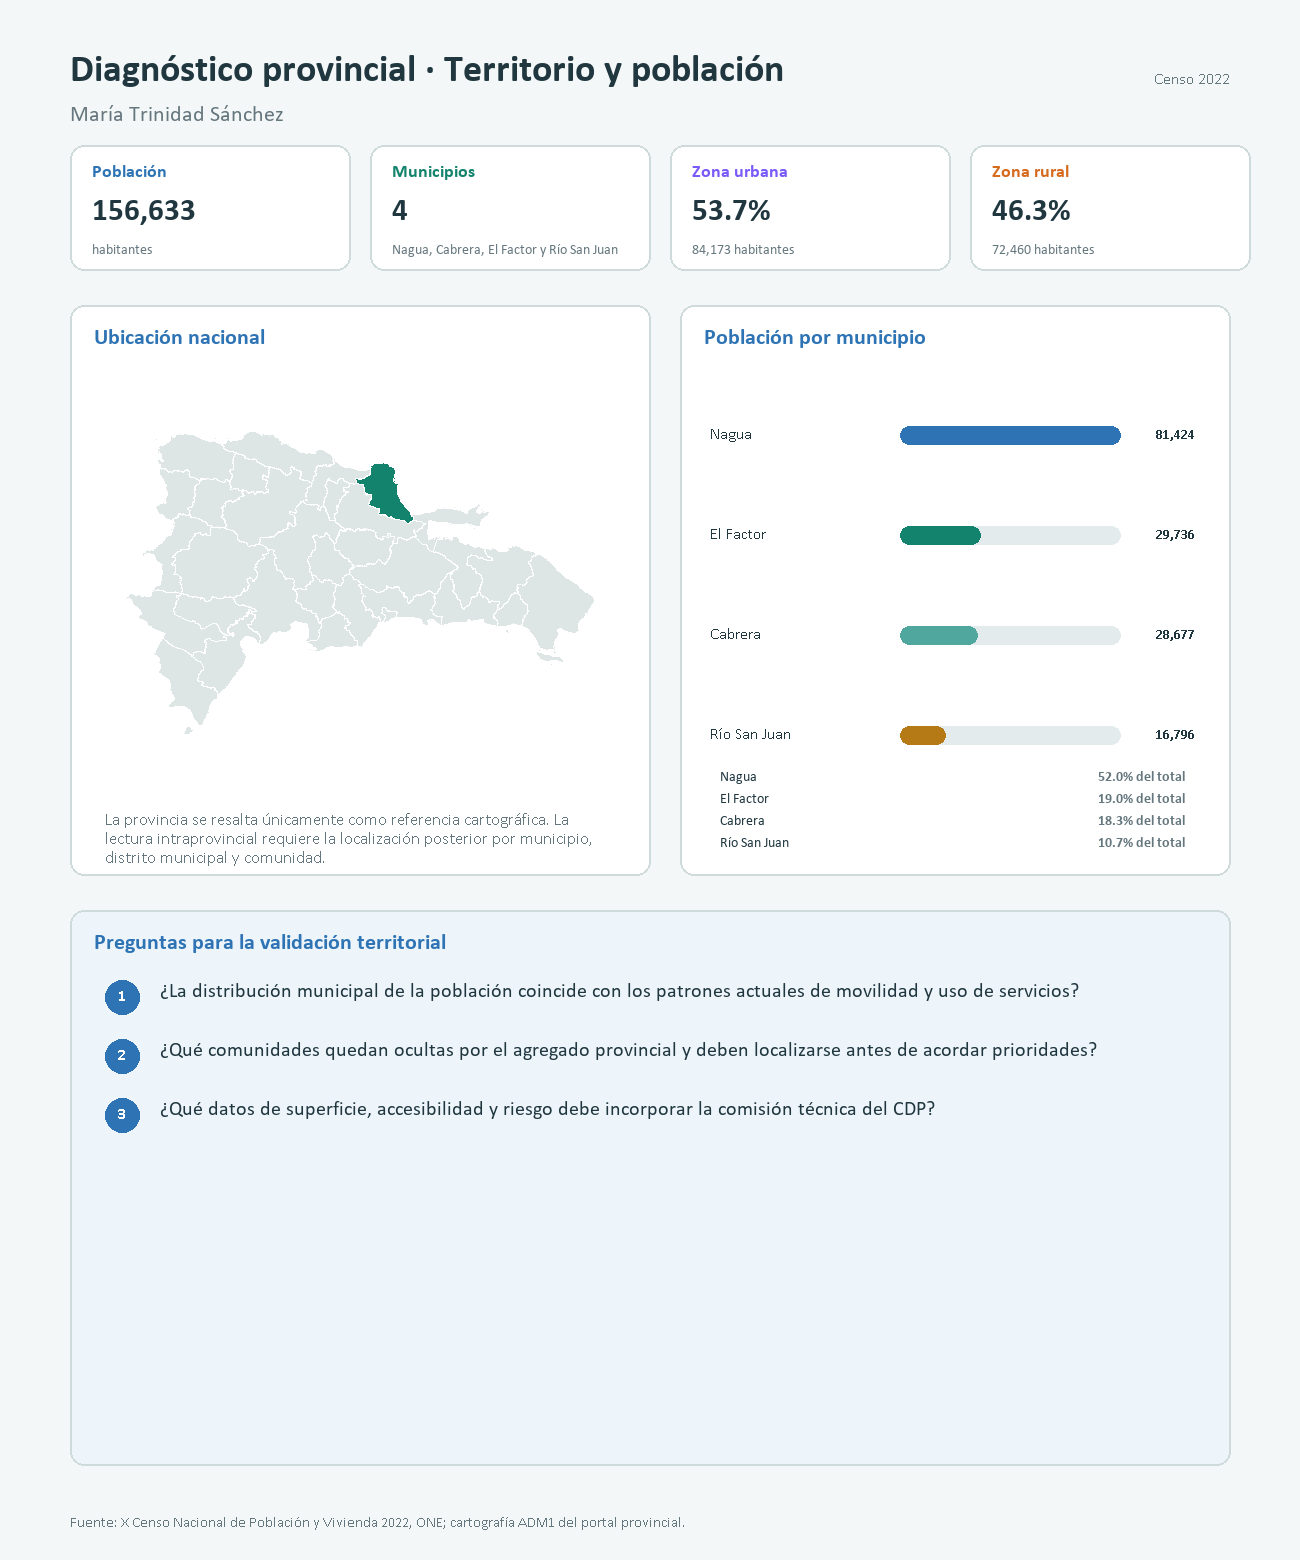 Diagnóstico provincial · Territorio y población
Censo 2022
María Trinidad Sánchez
Población
156,633
habitantes
Municipios
4
Nagua, Cabrera, El Factor y Río San Juan
Zona urbana
53.7%
84,173 habitantes
Zona rural
46.3%
72,460 habitantes
Ubicación nacional
La provincia se resalta únicamente como referencia cartográfica. La
lectura intraprovincial requiere la localización posterior por municipio,
distrito municipal y comunidad.
Población por municipio
Nagua 81,424
El Factor 29,736
Cabrera 28,677
Río San Juan 16,796
Nagua 52.0% del total
El Factor 19.0% del total
Cabrera 18.3% del total
Río San Juan 10.7% del total
Preguntas para la validación territorial
1 ¿La distribución municipal de la población coincide con los patrones actuales de movilidad y uso de servicios?
2 ¿Qué comunidades quedan ocultas por el agregado provincial y deben localizarse antes de acordar prioridades?
3 ¿Qué datos de superficie, accesibilidad y riesgo debe incorporar la comisión técnica del CDP?
Fuente: X Censo Nacional de Población y Vivienda 2022, ONE; cartografía ADM1 del portal provincial.